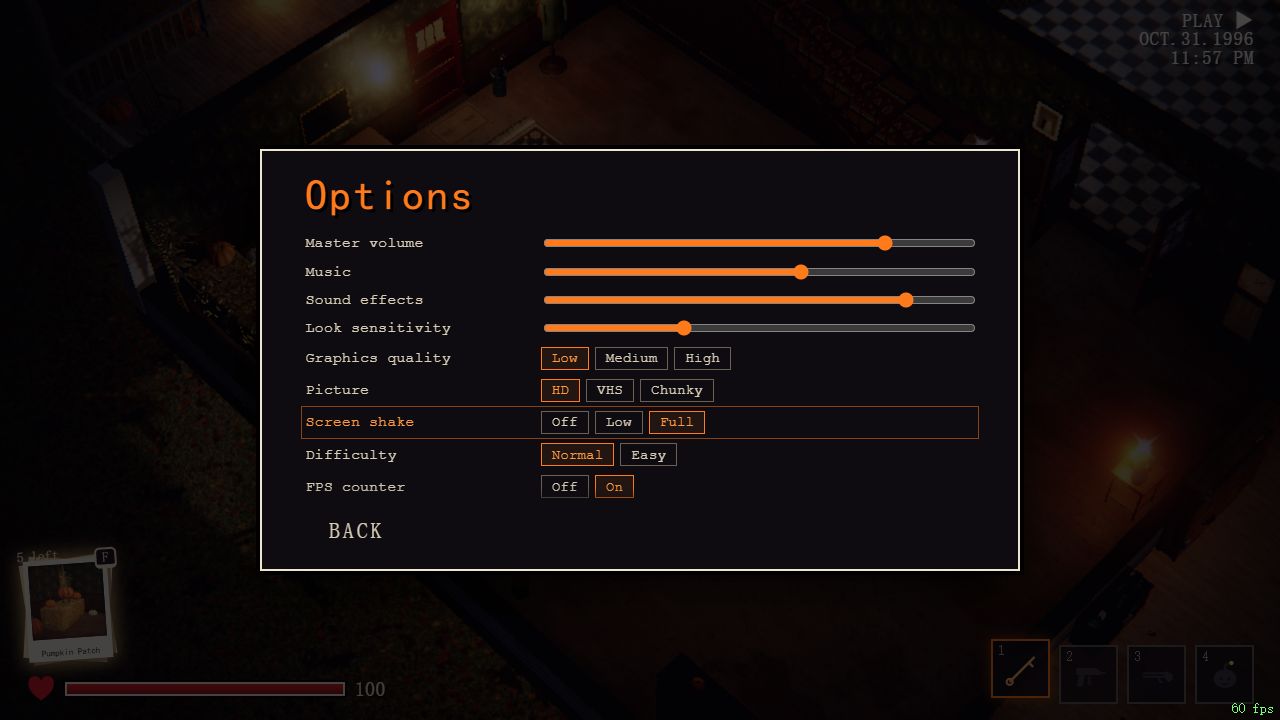 PLAY ▶
OCT.31.1996
11:57 PM
Options
Master volume
Music
Sound effects
Look sensitivity
Graphics quality Low Medium High
Picture HD VHS Chunky
Screen shake Off Low Full
Difficulty Normal Easy
FPS counter Off On
BACK
5 left
F
Pumpkin Patch
100
1 2 3 4
60 fps